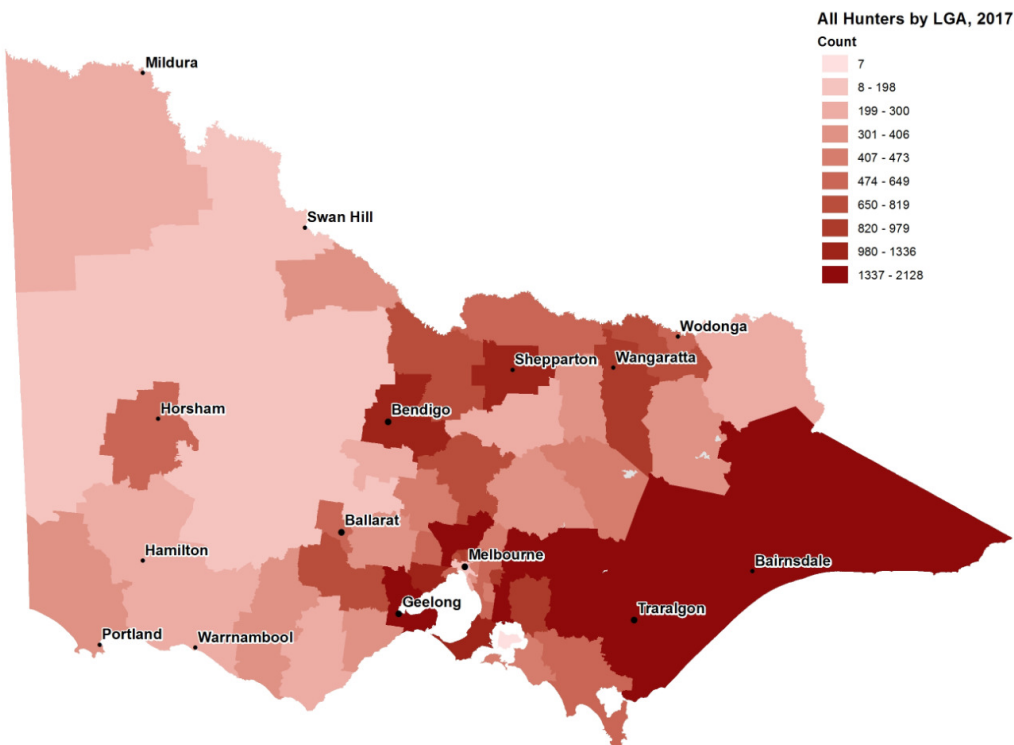 All Hunters by LGA, 2017
Count
7
8 - 198
199 - 300
301 - 406
407 - 473
474 - 649
650 - 819
820 - 979
980 - 1336
1337 - 2128
Mildura
Swan Hill
Wodonga
Shepparton
Wangaratta
Horsham
Bendigo
Ballarat
Hamilton
Melbourne
Bairnsdale
Geelong
Traralgon
Portland
Warrnambool